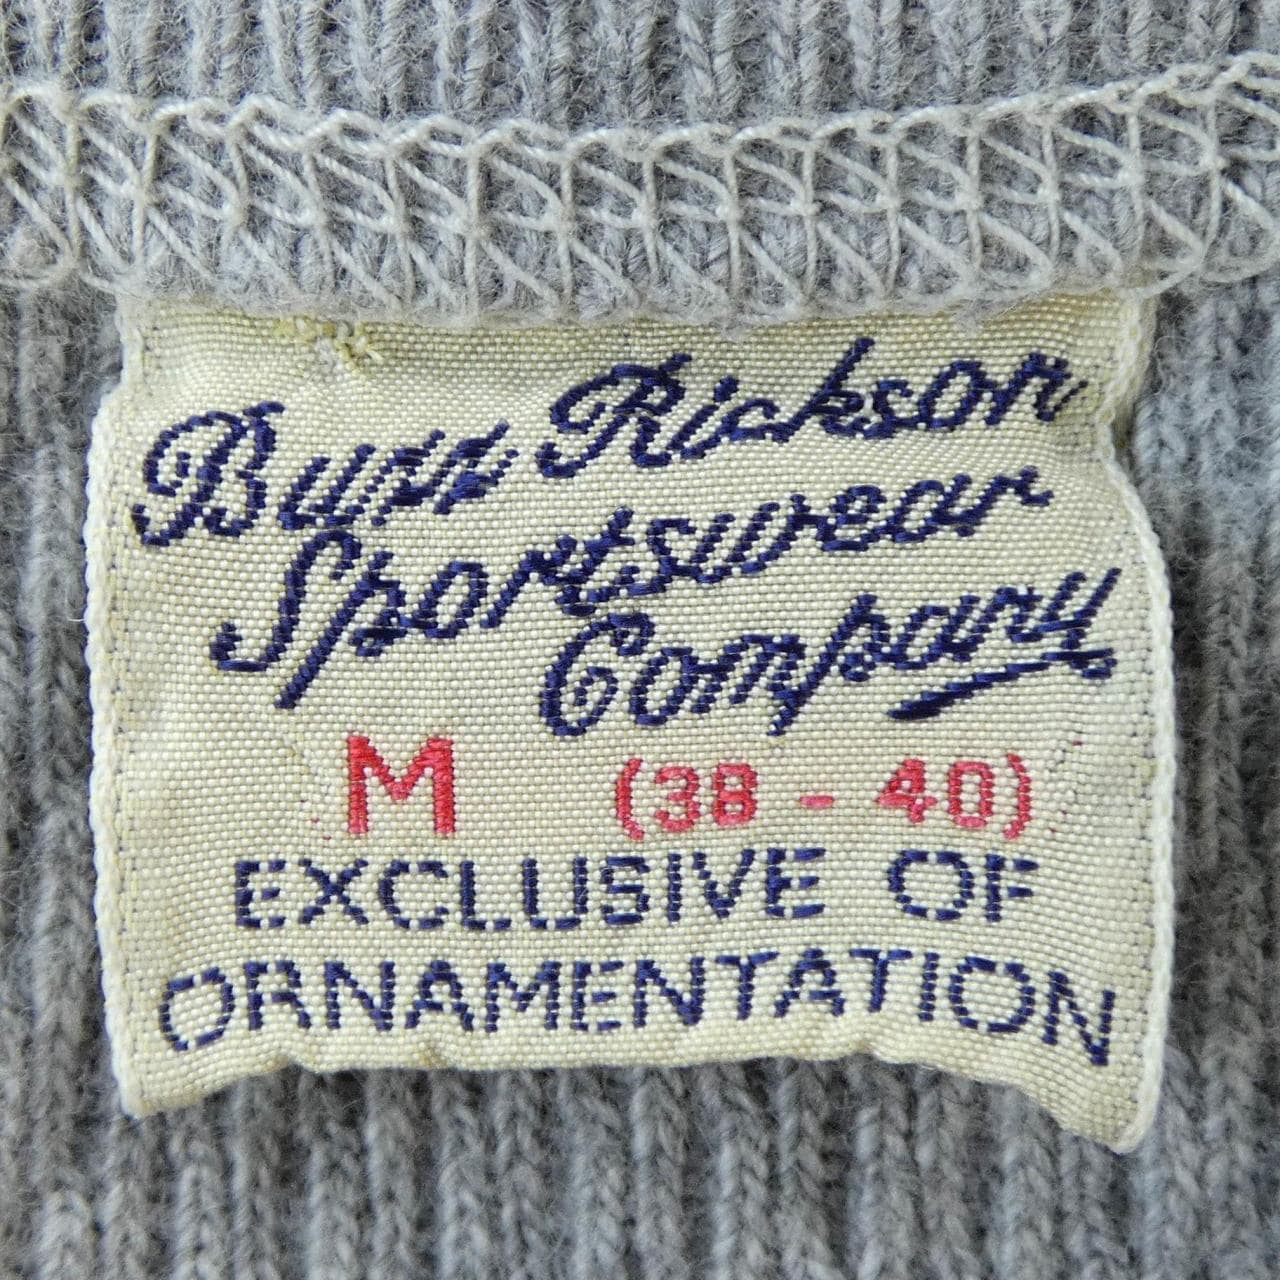 Buzz Rickson
Sportswear
Company
M (38 - 40)
EXCLUSIVE OF
ORNAMENTATION